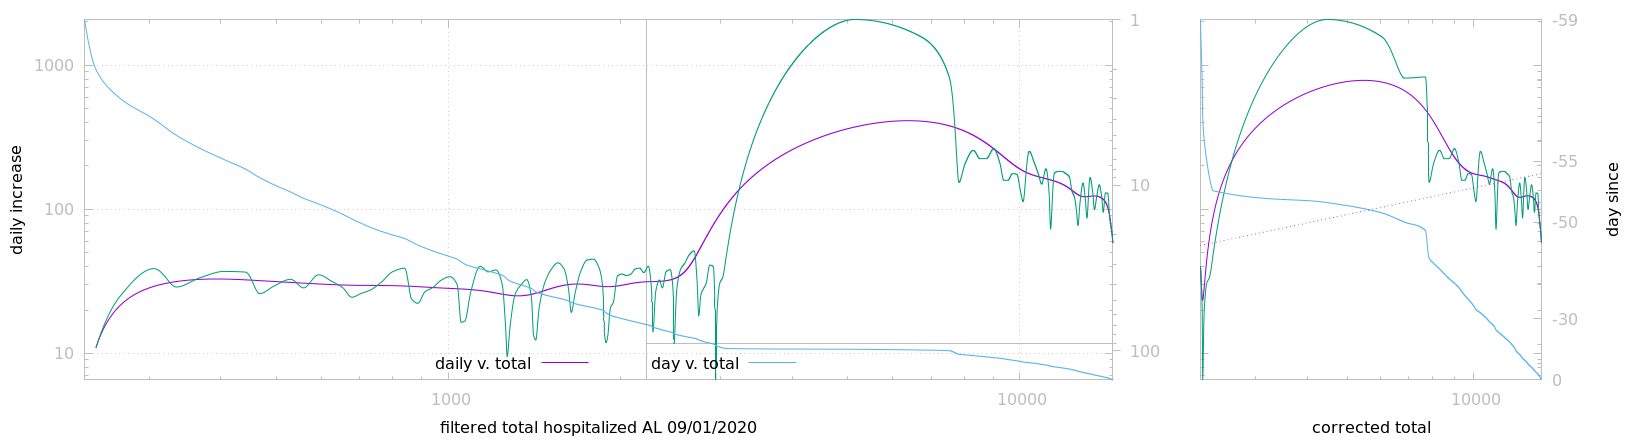 1000
100
10
daily increase
1000
10000
filtered total hospitalized AL 09/01/2020
daily v. total
day v. total
1
10
100
10000
corrected total
-59
-55
-50
-30
0
day since